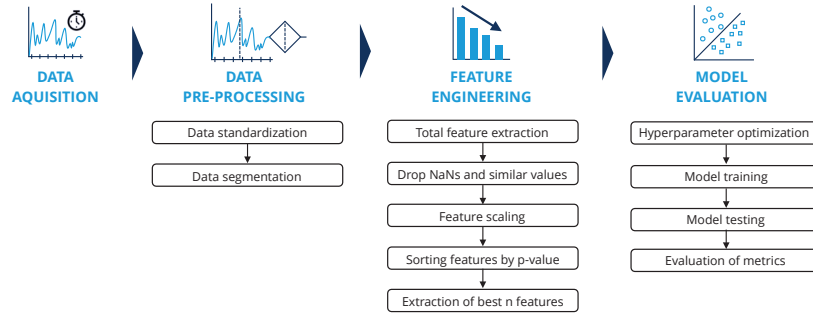 DATA
AQUISITION
DATA
PRE-PROCESSING
Data standardization
Data segmentation
FEATURE
ENGINEERING
Total feature extraction
Drop NaNs and similar values
Feature scaling
Sorting features by p-value
Extraction of best n features
MODEL
EVALUATION
Hyperparameter optimization
Model training
Model testing
Evaluation of metrics